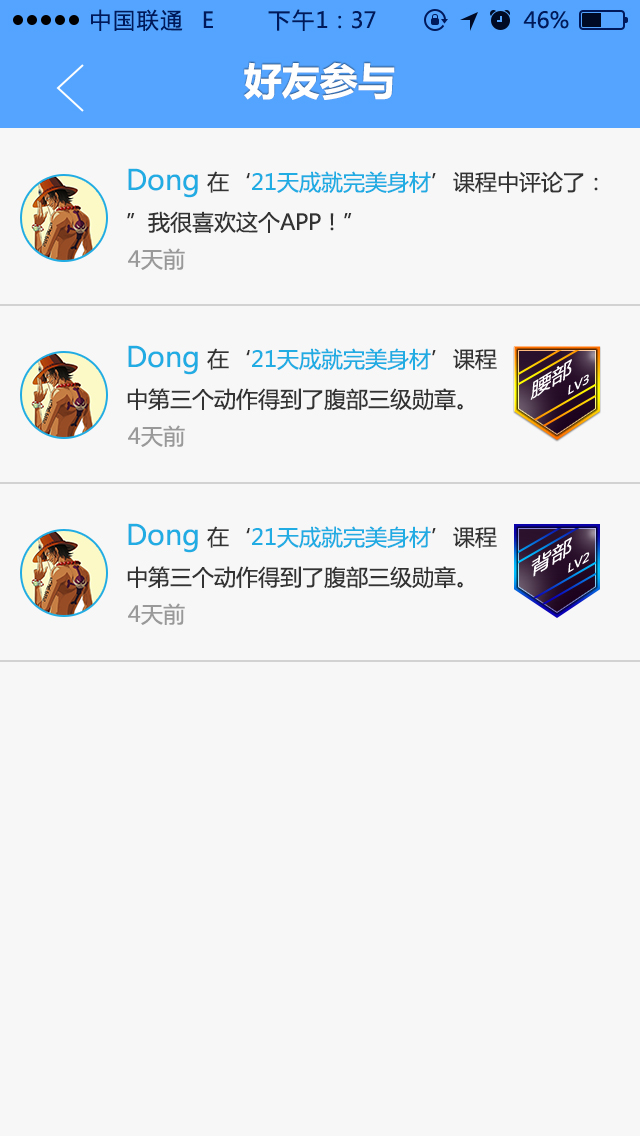 中国联通 E 下午1：37 46%
好友参与
Dong 在‘21天成就完美身材’课程中评论了：
”我很喜欢这个APP！”
4天前
Dong 在‘21天成就完美身材’课程
中第三个动作得到了腹部三级勋章。
4天前
腰部
LV3
Dong 在‘21天成就完美身材’课程
中第三个动作得到了腹部三级勋章。
4天前
背部
LV2